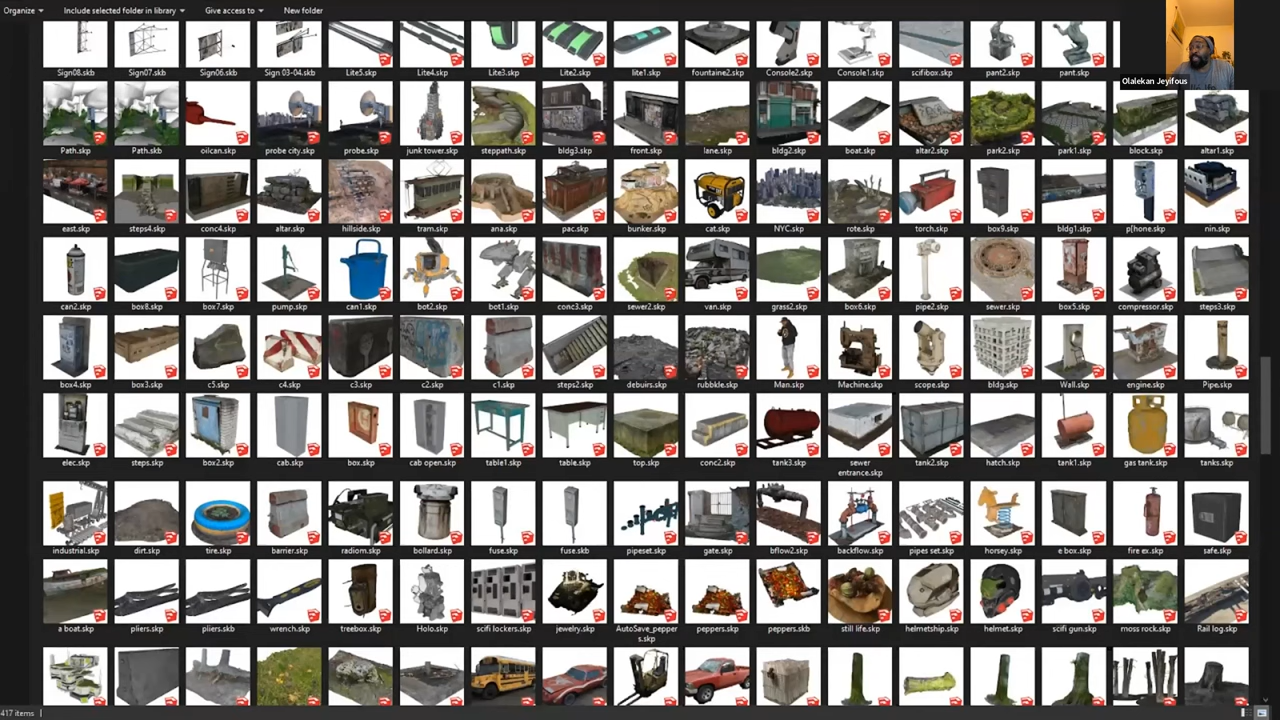 Organize Include selected folder in library Give access to New folder
Sign08.skb Sign07.skb Sign06.skb Sign 03-04.skb Lite5.skp Lite4.skp Lite3.skp Lite2.skp lite1.skp fountaine2.skp Console2.skp Console1.skp scifibox.skp pant2.skp pant.skp
Olalekan Jeyifous
Path.skp Path.skb oilcan.skp probe city.skp probe.skp junk tower.skp steppath.skp bldg3.skp front.skp lane.skp bldg2.skp boat.skp altar2.skp park2.skp park1.skp block.skp altar1.skp
east.skp steps4.skp conc4.skp altar.skp hillside.skp tram.skp ana.skp pac.skp bunker.skp cat.skp NYC.skp rote.skp torch.skp box9.skp bldg1.skp p[hone.skp nin.skp
can2.skp box8.skp box7.skp pump.skp can1.skp bot2.skp bot1.skp conc3.skp sewer2.skp van.skp grass2.skp box6.skp pipe2.skp sewer.skp box5.skp compressor.skp steps3.skp
box4.skp box3.skp c5.skp c4.skp c3.skp c2.skp c1.skp steps2.skp debuirs.skp rubbkle.skp Man.skp Machine.skp scope.skp bldg.skp Wall.skp engine.skp Pipe.skp
elec.skp steps.skp box2.skp cab.skp box.skp cab open.skp table1.skp table.skp top.skp conc2.skp tank3.skp sewer entrance.skp tank2.skp hatch.skp tank1.skp gas tank.skp tanks.skp
industrial.skp dirt.skp tire.skp barrier.skp radiom.skp bollard.skp fuse.skp fuse.skb pipeset.skp gate.skp bflow2.skp backflow.skp pipes set.skp horsey.skp e box.skp fire ex.skp safe.skp
a boat.skp pliers.skp pliers.skb wrench.skp treebox.skp Holo.skp scifi lockers.skp jewelry.skp AutoSave_peppers.skp peppers.skp peppers.skb still life.skp helmetship.skp helmet.skp scifi gun.skp moss rock.skp Rail log.skp
417 items